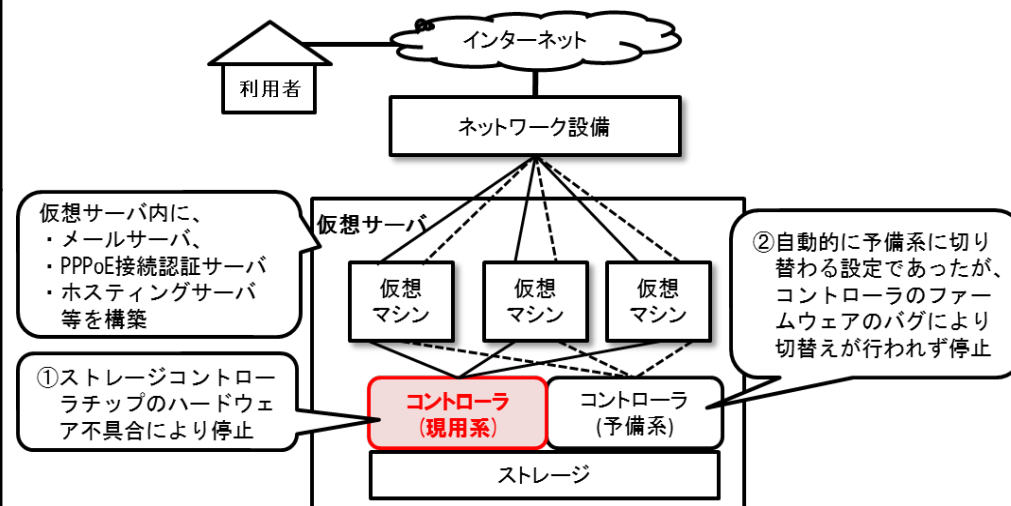 インターネット
利用者
ネットワーク設備
仮想サーバ内に、
・メールサーバ、
・PPPoE接続認証サーバ
・ホスティングサーバ
等を構築
仮想サーバ
仮想
マシン
仮想
マシン
仮想
マシン
②自動的に予備系に切り
替わる設定であったが、
コントローラのファー
ムウェアのバグにより
切替えが行われず停止
①ストレージコントロー
ラチップのハードウェ
ア不具合により停止
コントローラ
(現用系)
コントローラ
(予備系)
ストレージ